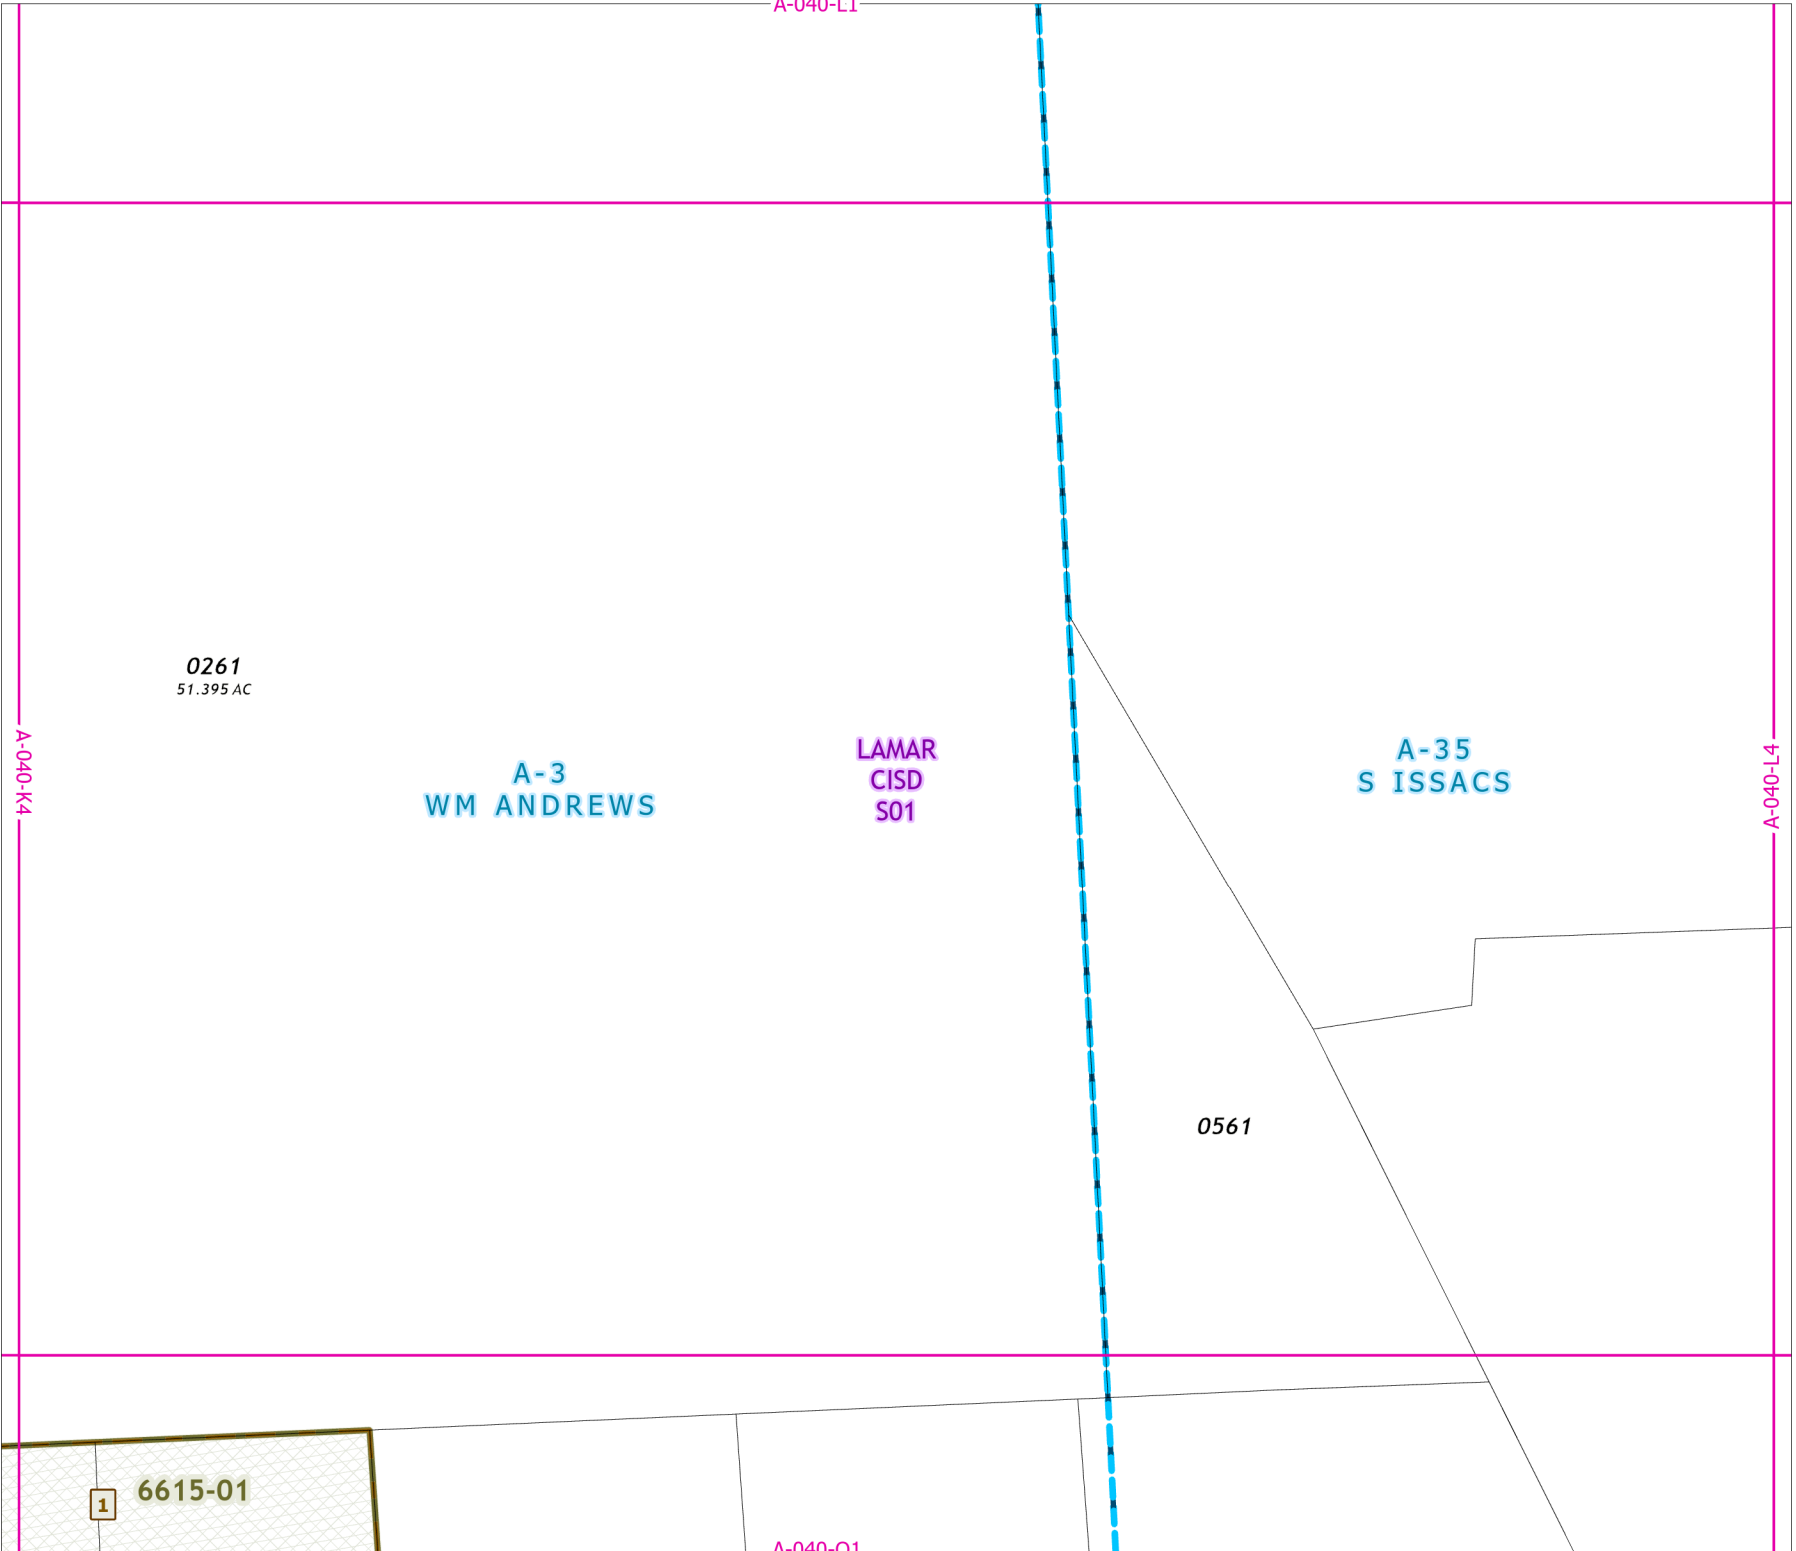 A-040-L1
0261
51.395 AC
A-040-K4
A-3
WM ANDREWS
LAMAR
CISD
S01
A-35
S ISSACS
A-040-L4
0561
6615-01
1
A-040-O1